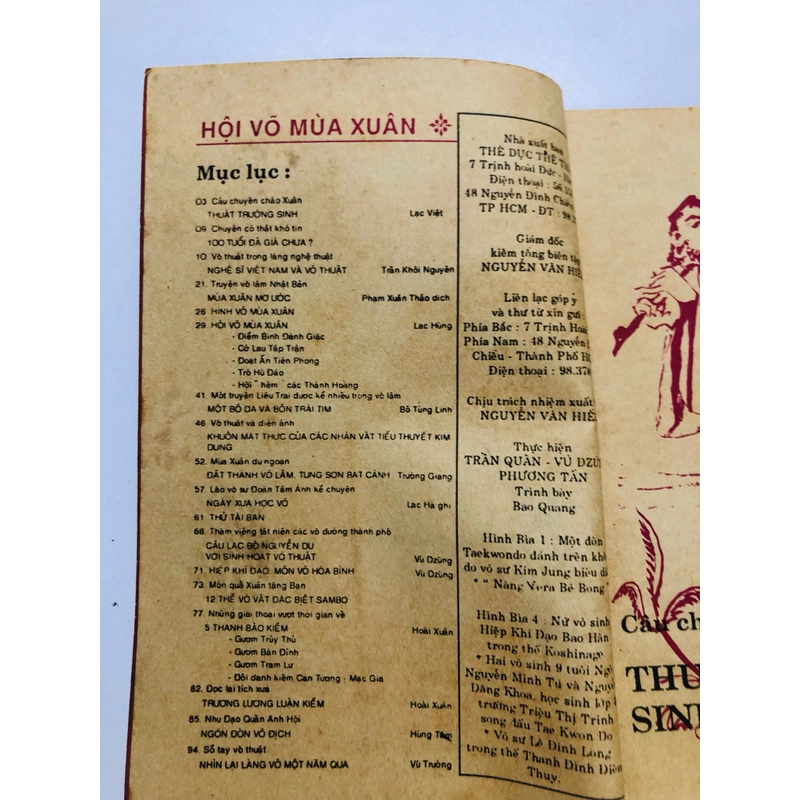 HỘI VÕ MÙA XUÂN
Mục lục :
03 Câu chuyện chào Xuân
THUẬT TRƯỜNG SINH Lạc Việt
09. Chuyện có thật khó tin
100 TUỔI ĐÃ GIÀ CHƯA ?
10. Võ thuật trong làng nghệ thuật
NGHỆ SĨ VIỆT NAM VÀ VÕ THUẬT Trần Khôi Nguyên
21. Truyện võ lâm Nhật Bản
MÙA XUÂN MƠ ƯỚC Phạm Xuân Thảo dịch
26 HÌNH VÕ MÙA XUÂN
29. HỘI VÕ MÙA XUÂN Lạc Hùng
- Điểm Binh Đánh Giặc
- Cờ Lau Tập Trận
- Đoạt Ấn Tiên Phong
- Trò Hú Đáo
- Hội "hèm" các Thành Hoàng
41. Một truyện Liêu Trai được kể nhiều trong võ lâm
MỘT BỘ DA VÀ BỐN TRÁI TIM Bồ Tùng Linh
46. Võ thuật và điện ảnh
KHUÔN MẶT THỰC CỦA CÁC NHÂN VẬT TIỂU THUYẾT KIM
DUNG
52. Mùa Xuân du ngoạn
ĐẤT THÁNH VÕ LÂM, TUNG SƠN BÁT CẢNH Trường Giang
57. Lão võ sư Đoàn Tâm Ảnh kể chuyện
NGÀY XƯA HỌC VÕ Lạc Hà ghi
61 THỬ TÀI BẠN
66. Thăm viếng tất niên các võ đường thành phố
CÂU LẠC BỘ NGUYỄN DU
VỚI SINH HOẠT VÕ THUẬT Vũ Dzũng
71. HIỆP KHÍ ĐẠO: MÔN VÕ HÒA BÌNH Vũ Dzũng
73. Món quà Xuân tặng Bạn
12 THẾ VÕ VẬT ĐẶC BIỆT SAMBO
77. Những giai thoại vượt thời gian về
5 THANH BẢO KIẾM Hoài Xuân
- Gươm Trùy Thủ
- Gươm Bàn Đỉnh
- Gươm Trạm Lư
- Đôi danh kiếm Can Tương - Mạc Gia
82. Đọc lại tích xưa
TRƯƠNG LƯƠNG LUẬN KIẾM Hoài Xuân
85. Nhu Đạo Quần Anh Hội
NGÓN ĐÒN VÔ ĐỊCH Hùng Tâm
94. Sổ tay võ thuật
NHÌN LẠI LÀNG VÕ MỘT NĂM QUA Vũ Trường
Nhà xuất bản
THỂ DỤC THỂ
7 Trịnh hoài Đức -
Điện thoại :
48 Nguyễn Đình Chiểu
TP HCM - ĐT : 98.
Giám đốc
kiêm tổng biên tập
NGUYỄN VĂN HIẾU
Liên lạc góp ý
và thư từ xin gửi :
Phía Bắc : 7 Trịnh Hoài
Phía Nam : 48 Nguyễn
Chiểu - Thành Phố
Điện thoại : 98.378
Chịu trách nhiệm xuất
NGUYỄN VĂN HIẾU
Thực hiện
TRẦN QUÂN - VŨ DZŨ
PHƯƠNG TẤN
Trình bày
Bao Quang
Hình Bìa 1 : Một đòn
Taekwondo đánh trên
do võ sư Kim Jung biểu
* " Nàng Vera Bé Bong
Hình Bìa 4 : Nữ võ sinh
Hiệp Khí Đạo Bảo Hân
trong thế Koshinage
* Hai võ sinh 9 tuổi
Nguyễn Minh Tú và
Đăng Khoa, học sinh lớp
trường Triệu Thị Trinh
song đấu Tae Kwon Do
* Võ sư Lê Đình Long
trong thế Thanh Đình
Thủy.
Câu ch
THU
SIN